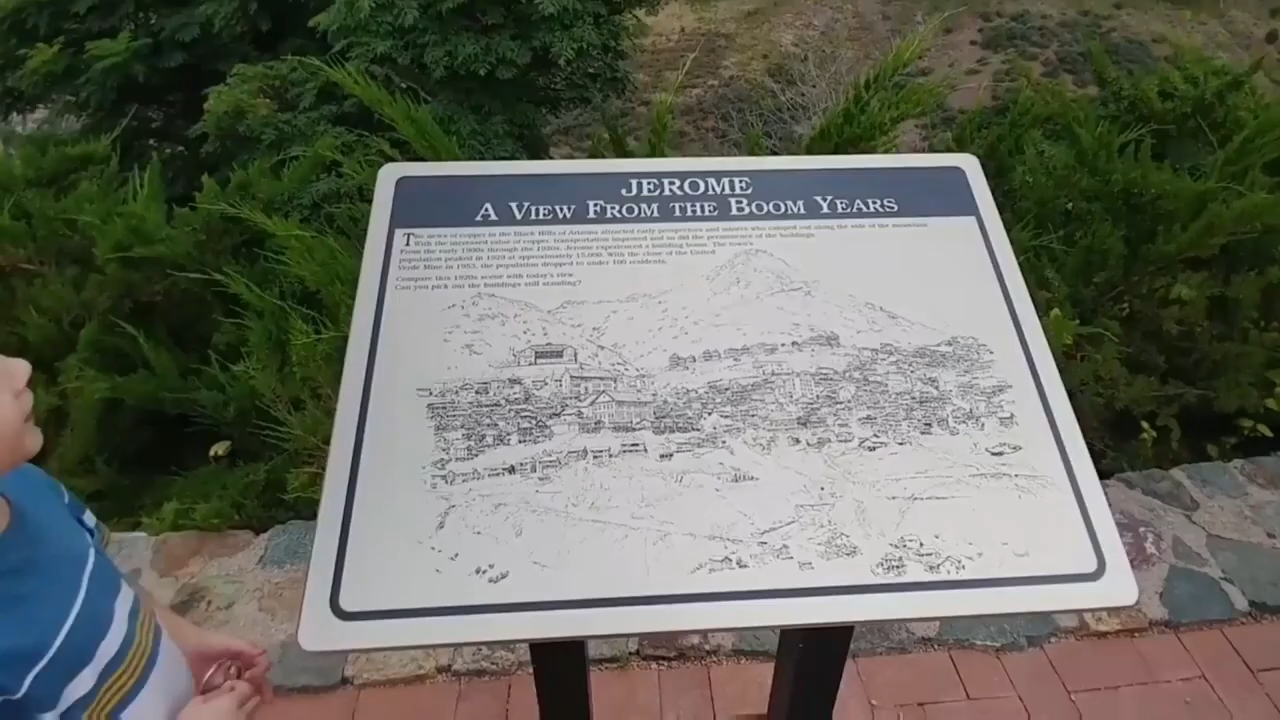 JEROME
A VIEW FROM THE BOOM YEARS
The news of copper in the Black Hills of Arizona attracted early prospectors and miners who camped out along the side of the mountain.
With the increased value of copper, transportation improved and so did the permanence of the buildings.
From the early 1900s through the 1920s, Jerome experienced a building boom. The town's
population peaked in 1929 at approximately 15,000. With the close of the United
Verde Mine in 1953, the population dropped to under 100 residents.
Compare this 1920s scene with today's view.
Can you pick out the buildings still standing?